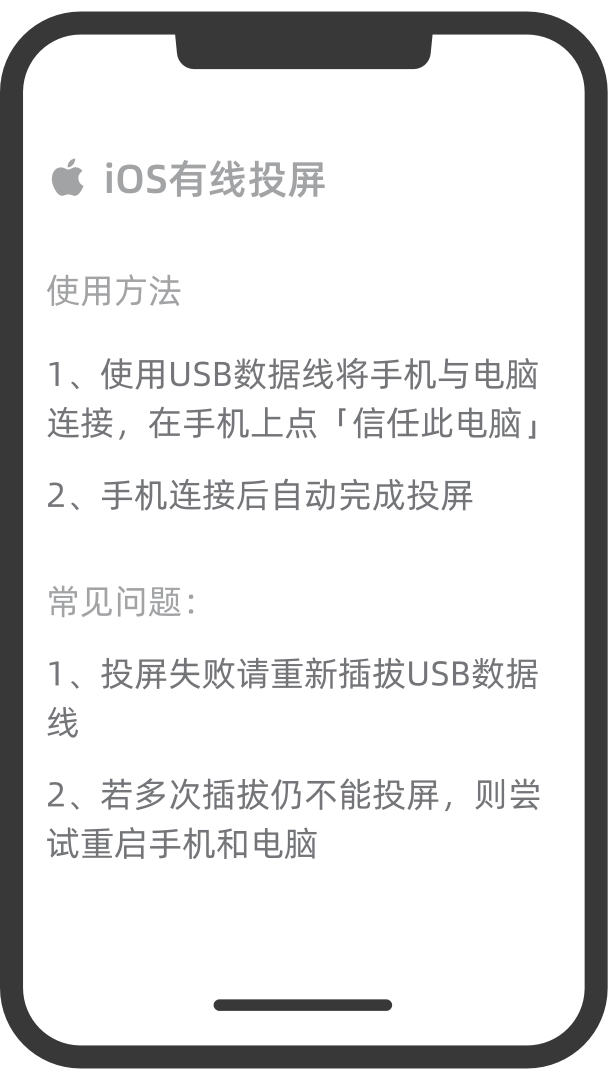 iOS有线投屏
使用方法
1、使用USB数据线将手机与电脑
连接，在手机上点「信任此电脑」
2、手机连接后自动完成投屏
常见问题：
1、投屏失败请重新插拔USB数据
线
2、若多次插拔仍不能投屏，则尝
试重启手机和电脑